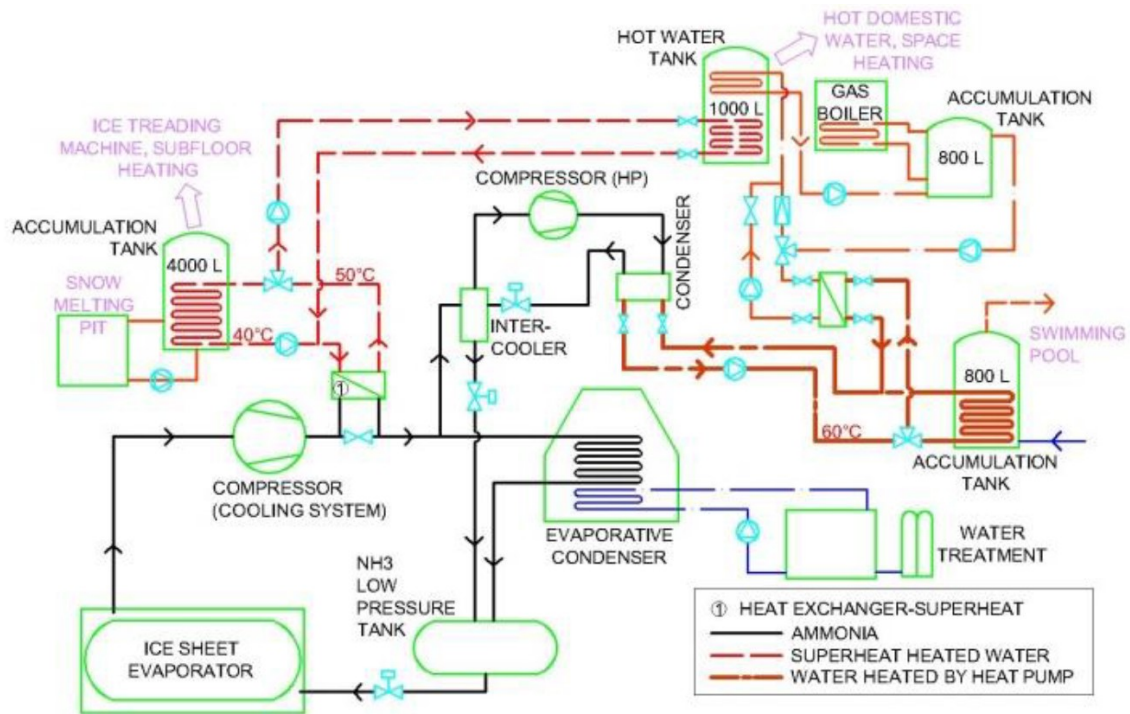 HOT DOMESTIC
WATER, SPACE
HEATING
HOT WATER
TANK
GAS
BOILER
ACCUMULATION
TANK
1000 L
800 L
ICE TREADING
MACHINE, SUBFLOOR
HEATING
COMPRESSOR (HP)
CONDENSER
ACCUMULATION
TANK
4000 L
50°C
SNOW
MELTING
PIT
40°C
INTER-
COOLER
SWIMMING
POOL
①
800 L
60°C
ACCUMULATION
TANK
COMPRESSOR
(COOLING SYSTEM)
EVAPORATIVE
CONDENSER
WATER
TREATMENT
NH3
LOW
PRESSURE
TANK
ICE SHEET
EVAPORATOR
① HEAT EXCHANGER-SUPERHEAT
AMMONIA
SUPERHEAT HEATED WATER
WATER HEATED BY HEAT PUMP